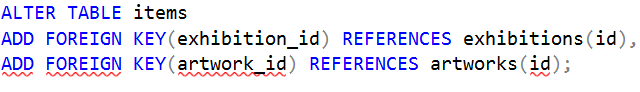 ALTER TABLE items
ADD FOREIGN KEY(exhibition_id) REFERENCES exhibitions(id),
ADD FOREIGN KEY(artwork_id) REFERENCES artworks(id);